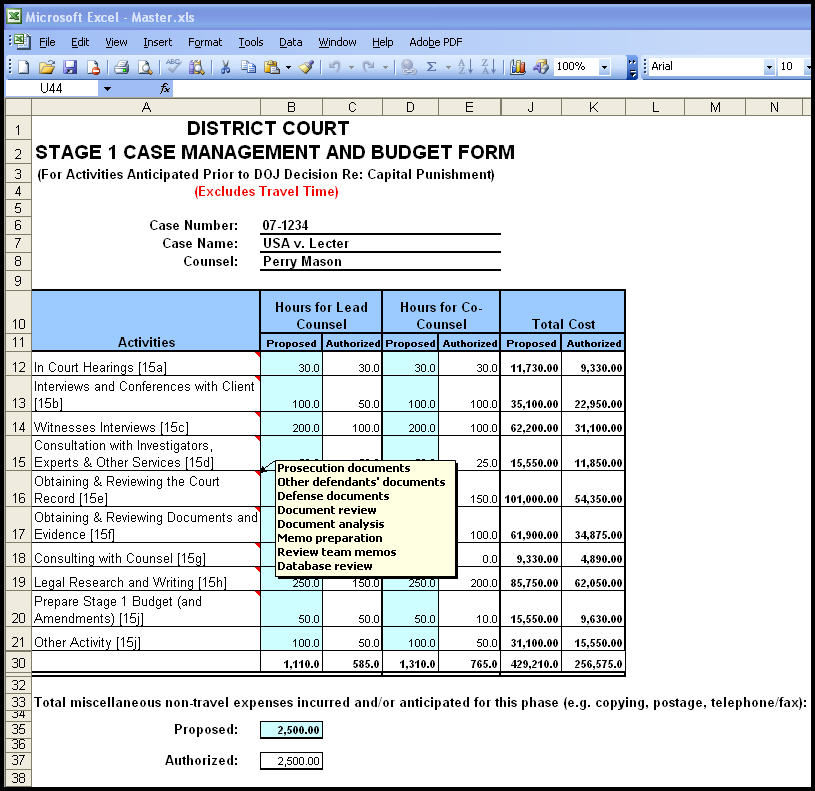 Microsoft Excel - Master.xls
File Edit View Insert Format Tools Data Window Help Adobe PDF
100% Arial 10
U44 fx
A B C D E J K L M N
1 DISTRICT COURT
2 STAGE 1 CASE MANAGEMENT AND BUDGET FORM
3 (For Activities Anticipated Prior to DOJ Decision Re: Capital Punishment)
4 (Excludes Travel Time)
5
6 Case Number: 07-1234
7 Case Name: USA v. Lecter
8 Counsel: Perry Mason
9
Hours for Lead Hours for Co-
10 Counsel Counsel Total Cost
11 Activities Proposed Authorized Proposed Authorized Proposed Authorized
12 In Court Hearings [15a] 30.0 30.0 30.0 30.0 11,730.00 9,330.00
Interviews and Conferences with Client
13 [15b] 100.0 50.0 100.0 100.0 35,100.00 22,950.00
14 Witnesses Interviews [15c] 200.0 100.0 200.0 100.0 62,200.00 31,100.00
Consultation with Investigators,
15 Experts & Other Services [15d] 25.0 15,550.00 11,850.00
Prosecution documents
Other defendants' documents
Defense documents
Document review
Document analysis
Memo preparation
Review team memos
Database review
Obtaining & Reviewing the Court
16 Record [15e] 150.0 101,000.00 54,350.00
Obtaining & Reviewing Documents and
17 Evidence [15f] 100.0 61,900.00 34,875.00
18 Consulting with Counsel [15g] 0.0 9,330.00 4,890.00
19 Legal Research and Writing [15h] 250.0 150.0 250.0 200.0 85,750.00 62,050.00
Prepare Stage 1 Budget (and
20 Amendments) [15j] 50.0 50.0 50.0 10.0 15,550.00 9,630.00
21 Other Activity [15j] 100.0 50.0 100.0 50.0 31,100.00 15,550.00
30 1,110.0 585.0 1,310.0 765.0 429,210.0 256,575.0
32
33 Total miscellaneous non-travel expenses incurred and/or anticipated for this phase (e.g. copying, postage, telephone/fax):
34
35 Proposed: 2,500.00
36
37 Authorized: 2,500.00
38